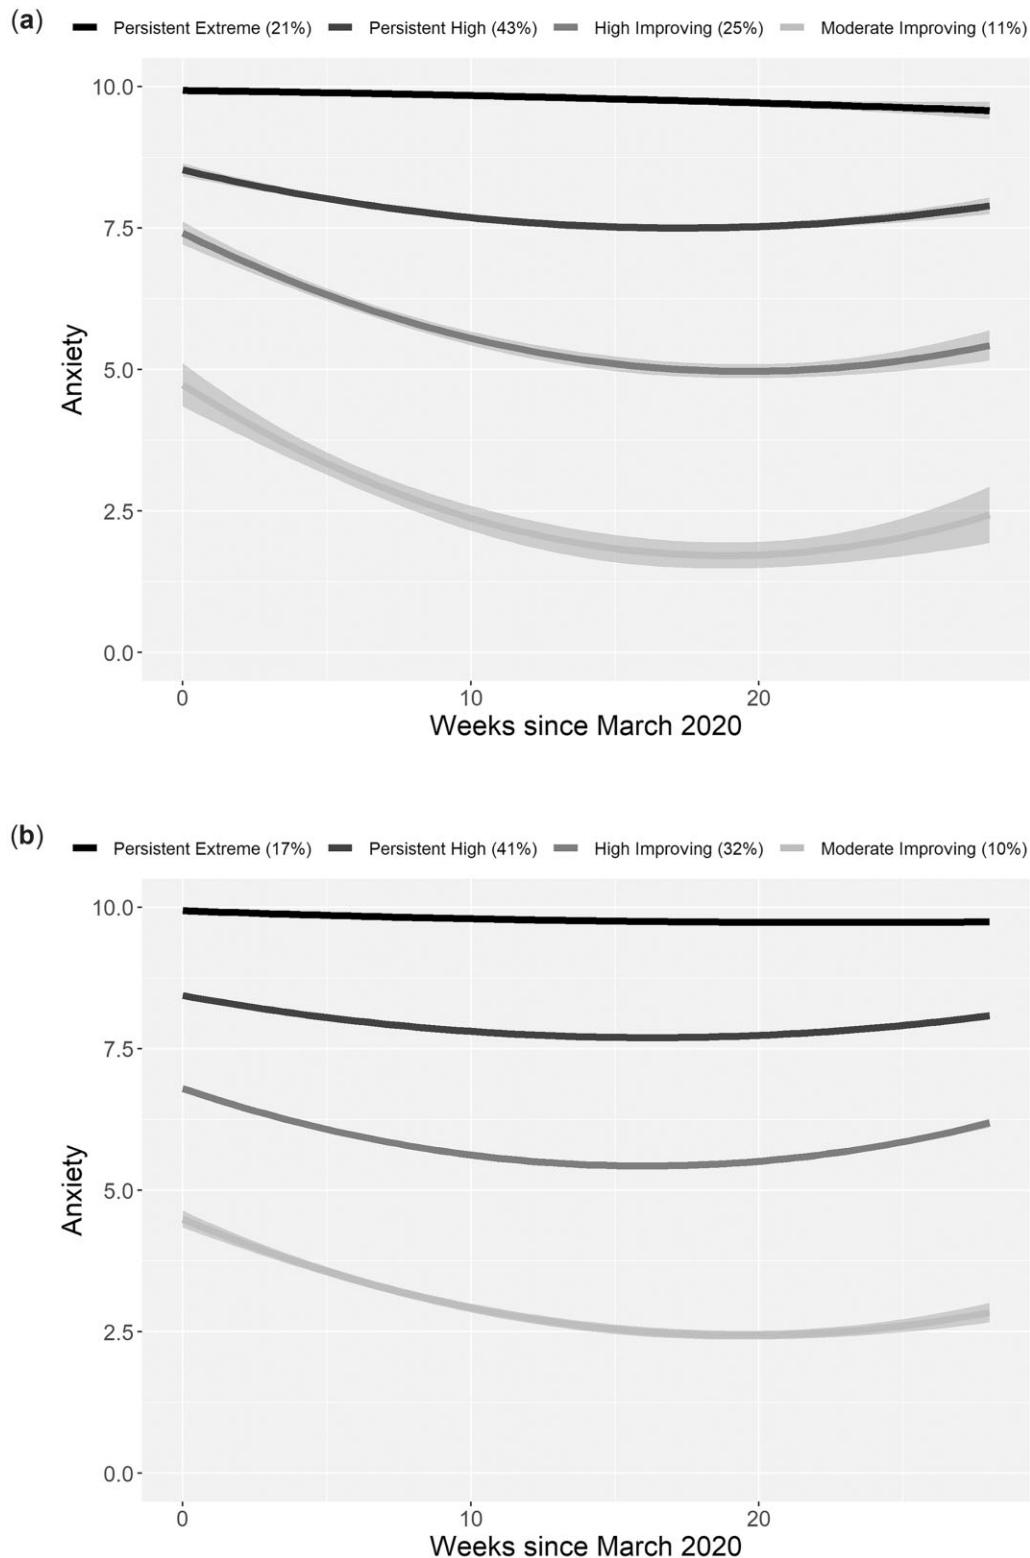 (a) Persistent Extreme (21%) Persistent High (43%) High Improving (25%) Moderate Improving (11%)
10.0
7.5
5.0
2.5
0.0
Anxiety
0 10 20
Weeks since March 2020
(b) Persistent Extreme (17%) Persistent High (41%) High Improving (32%) Moderate Improving (10%)
10.0
7.5
5.0
2.5
0.0
Anxiety
0 10 20
Weeks since March 2020